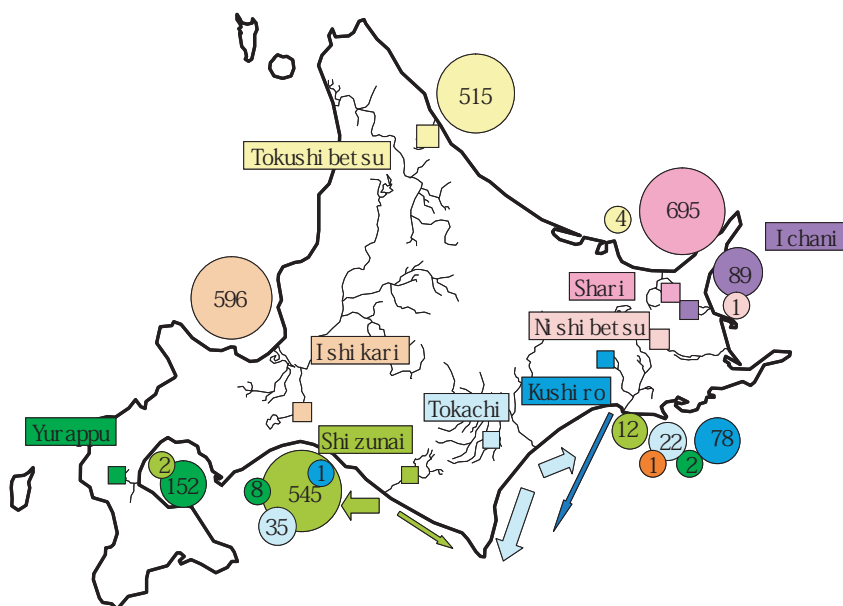 515
Tokushibetsu
4
695
Ichani
89
596
Shari
1
Nishibetsu
Ishikari
Kushiro
Tokachi
Yurappu
Shizunai
12
22
78
2
1
1
2
152
8
545
35